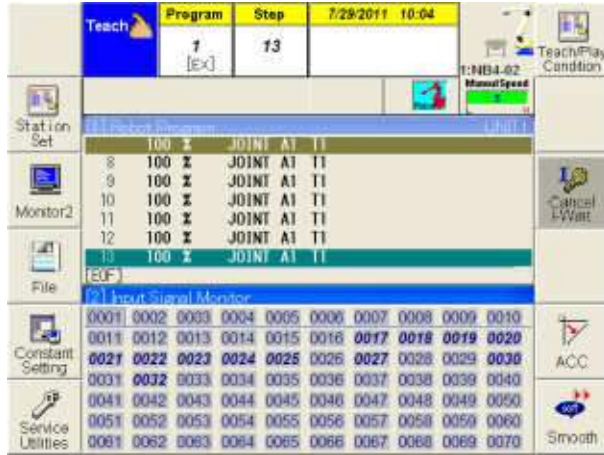 Teach
Program
Step
7/29/2011 10:04
1
[EX]
13
Teach/Play
Condition
1:NB4-02
Manual Speed
Station
Set
[1] Robot Program
UNIT1
100 % JOINT A1 T1
8 100 % JOINT A1 T1
9 100 % JOINT A1 T1
10 100 % JOINT A1 T1
11 100 % JOINT A1 T1
12 100 % JOINT A1 T1
13 100 % JOINT A1 T1
[EOF]
Monitor2
Cancel
I-Wait
File
[2] Input Signal Monitor
0001 0002 0003 0004 0005 0006 0007 0008 0009 0010
0011 0012 0013 0014 0015 0016 0017 0018 0019 0020
0021 0022 0023 0024 0025 0026 0027 0028 0029 0030
0031 0032 0033 0034 0035 0036 0037 0038 0039 0040
0041 0042 0043 0044 0045 0046 0047 0048 0049 0050
0051 0052 0053 0054 0055 0056 0057 0058 0059 0060
0061 0062 0063 0064 0065 0066 0067 0068 0069 0070
Constant
Setting
ACC
Service
Utilities
Smooth